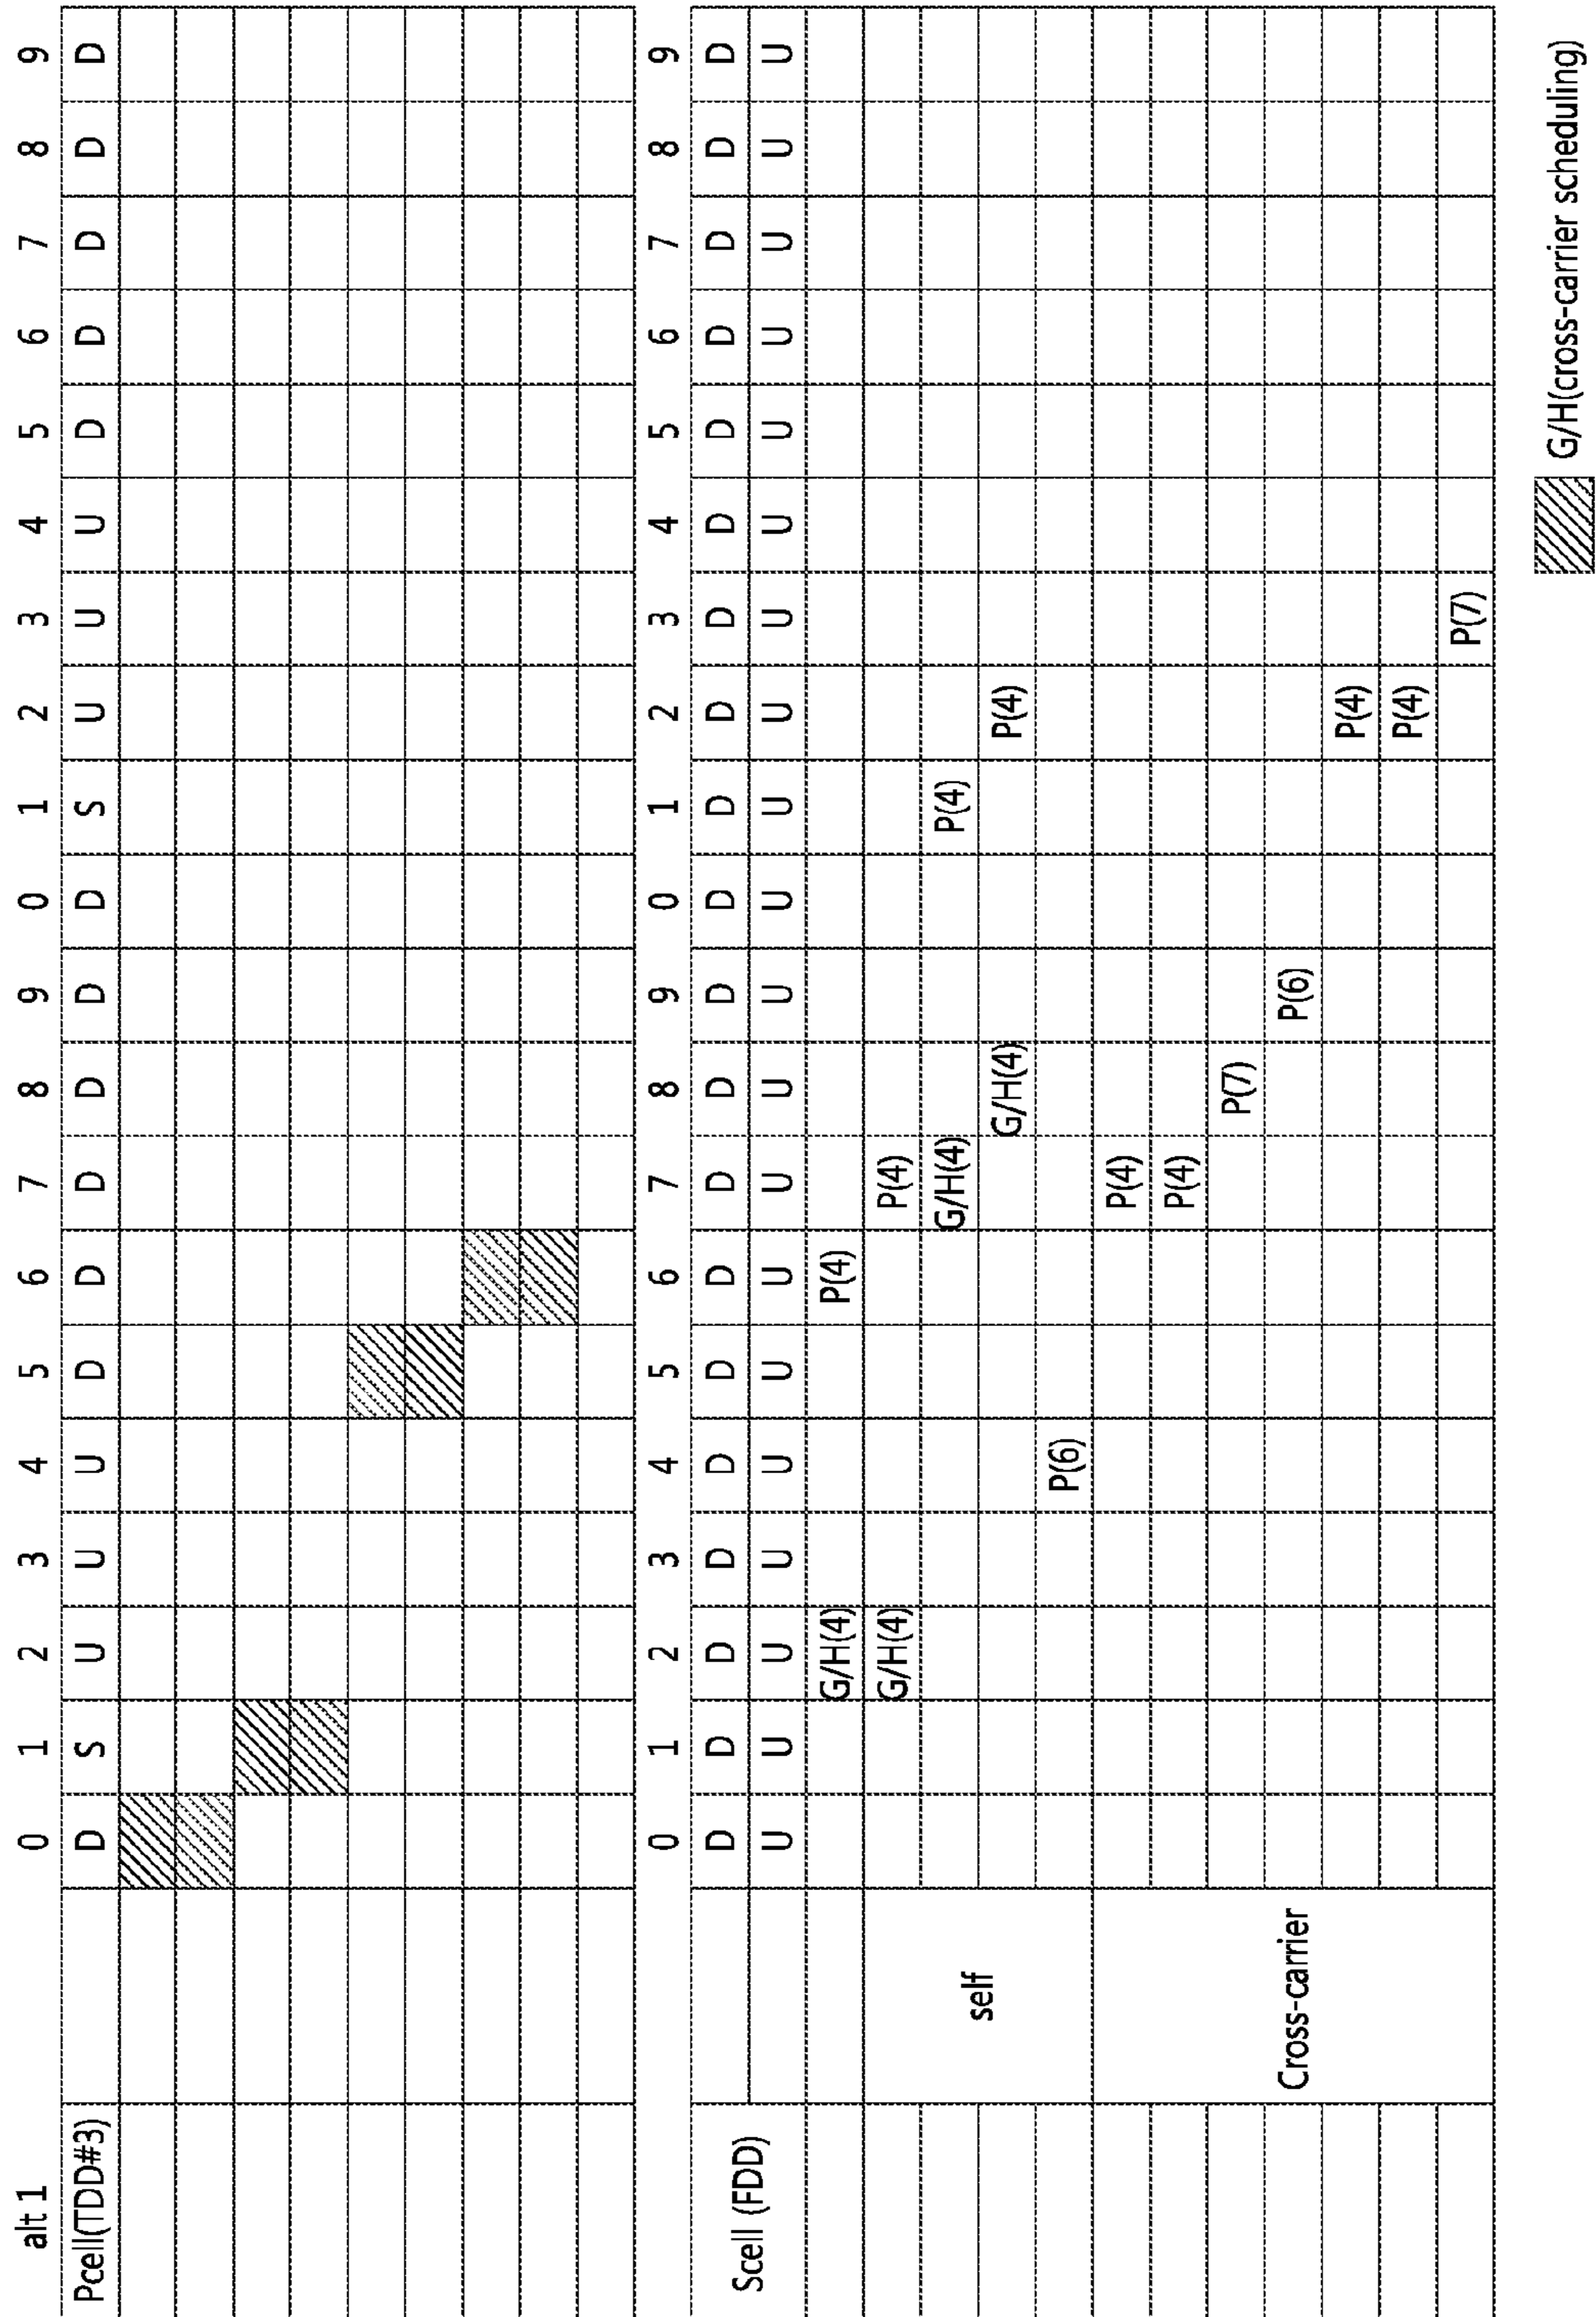 alt 1 0 1 2 3 4 5 6 7 8 9 0 1 2 3 4 5 6 7 8 9
Pcell(TDD#3) D S U U U D D D D D D S U U U D D D D D
0 1 2 3 4 5 6 7 8 9 0 1 2 3 4 5 6 7 8 9
Scell (FDD) D D D D D D D D D D D D D D D D D D D D
U U U U U U U U U U U U U U U U U U U U
G/H(4) P(4)
G/H(4) P(4)
G/H(4) P(4)
self G/H(4) P(4)
P(6)
P(4)
P(4)
P(7)
Cross-carrier P(6)
P(4)
P(4)
P(7)
G/H(cross-carrier scheduling)